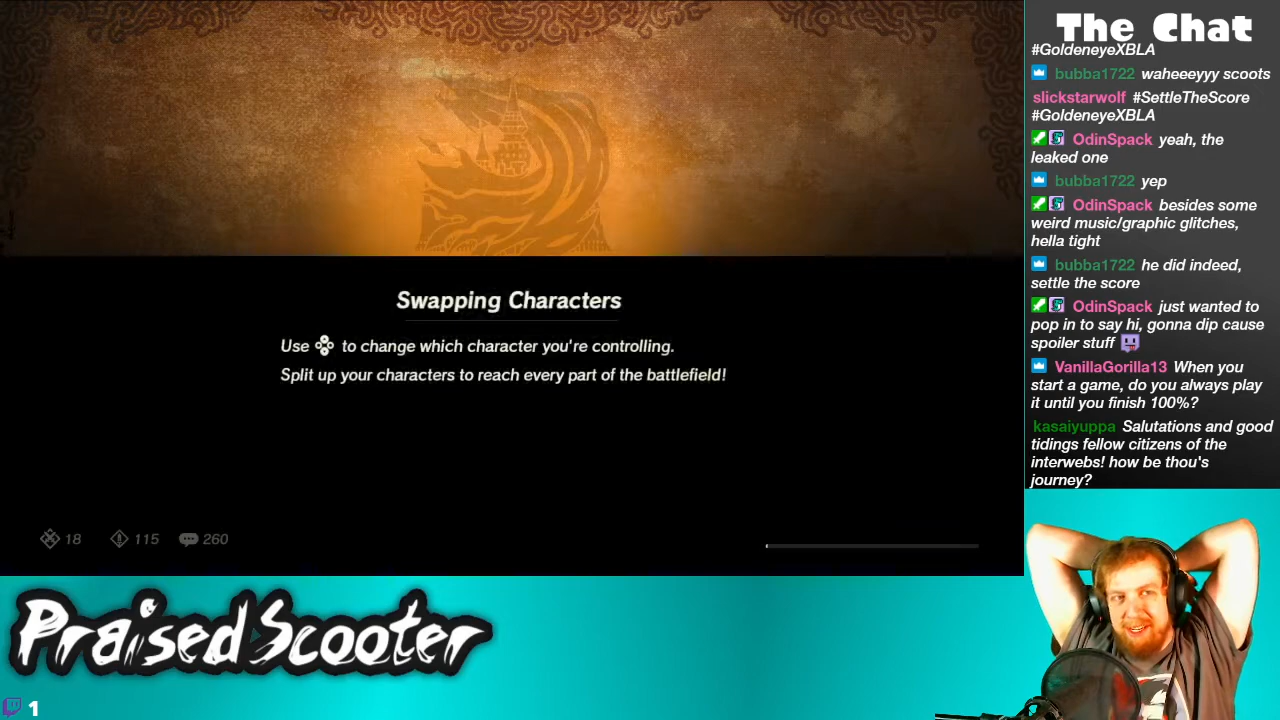 Swapping Characters
Use to change which character you're controlling.
Split up your characters to reach every part of the battlefield!
18 115 260
PraisedScooter
1
The Chat
#GoldeneyeXBLA
bubba1722 waheeeyyy scoots
slickstarwolf #SettleTheScore
#GoldeneyeXBLA
OdinSpack yeah, the
leaked one
bubba1722 yep
OdinSpack besides some
weird music/graphic glitches,
hella tight
bubba1722 he did indeed,
settle the score
OdinSpack just wanted to
pop in to say hi, gonna dip cause
spoiler stuff
VanillaGorilla13 When you
start a game, do you always play
it until you finish 100%?
kasaiyuppa Salutations and good
tidings fellow citizens of the
interwebs! how be thou's
journey?